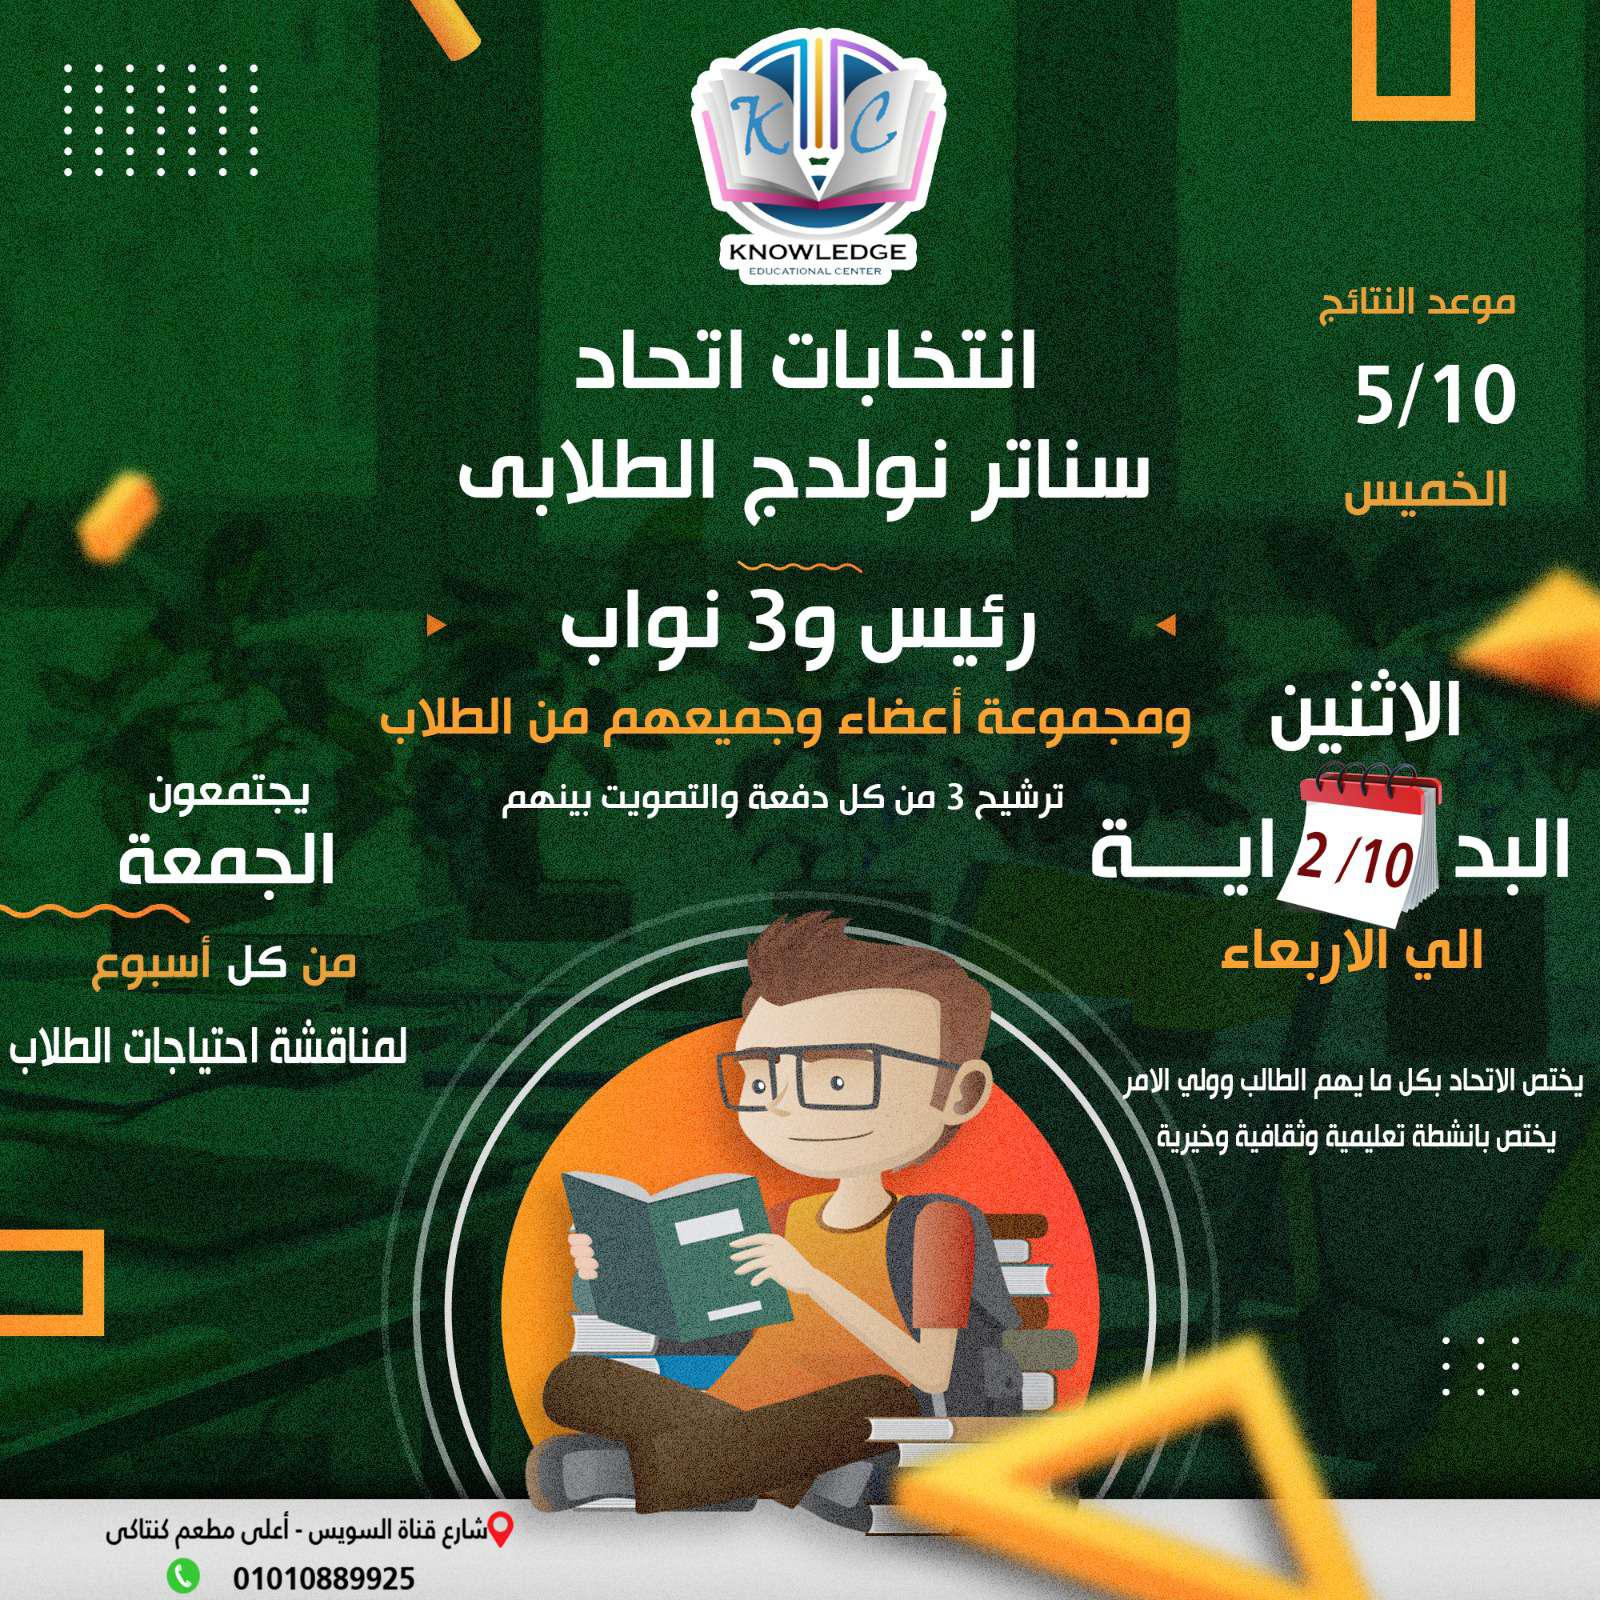 K C
KNOWLEDGE
EDUCATIONAL CENTER
انتخابات اتحاد
سناتر نولدج الطلابى
موعد النتائج
5/10
الخميس
رئيس و3 نواب
ومجموعة أعضاء وجميعهم من الطلاب
ترشيح 3 من كل دفعة والتصويت بينهم
الاثنين
البدايـــة
2/10
الي الاربعاء
يختص الاتحاد بكل ما يهم الطالب وولي الامر
يختص بانشطة تعليمية وثقافية وخيرية
يجتمعون
الجمعة
من كل أسبوع
لمناقشة احتياجات الطلاب
شارع قناة السويس - أعلى مطعم كنتاكى
01010889925